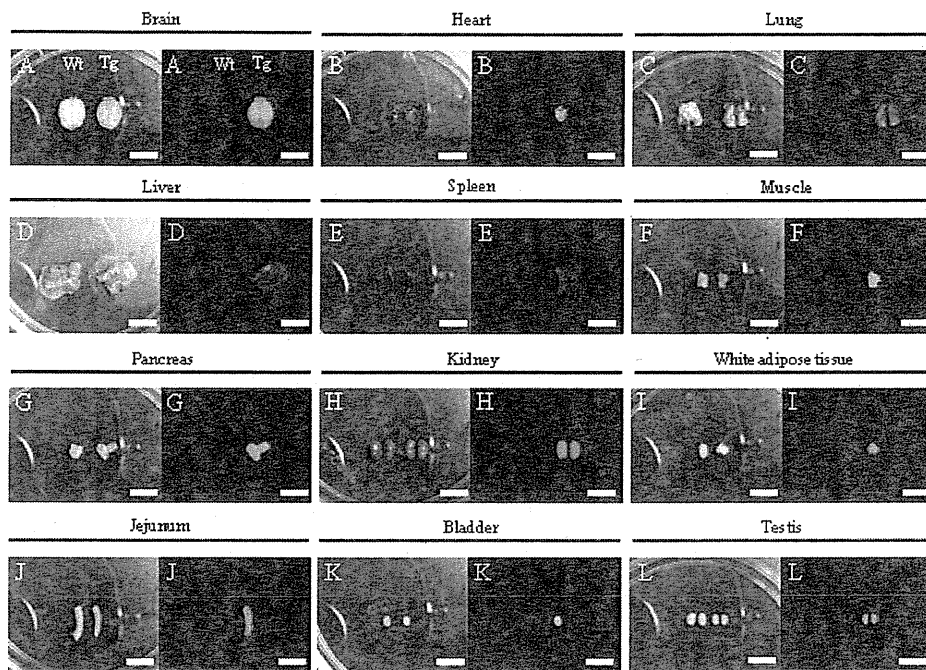 Brain Heart Lung
A Wt Tg A Wt Tg B B C C
Liver Spleen Muscle
D D E E F F
Pancreas Kidney White adipose tissue
G G H H I I
Jejunum Bladder Testis
J J K K L L